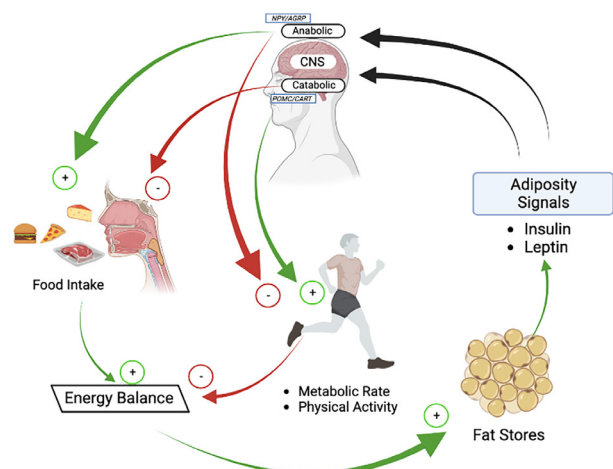 NPY/AGRP
Anabolic
CNS
Catabolic
POMC/CART
+
-
Adiposity
Signals
• Insulin
• Leptin
Food Intake
-
+
+
-
Energy Balance
• Metabolic Rate
• Physical Activity
+
Fat Stores